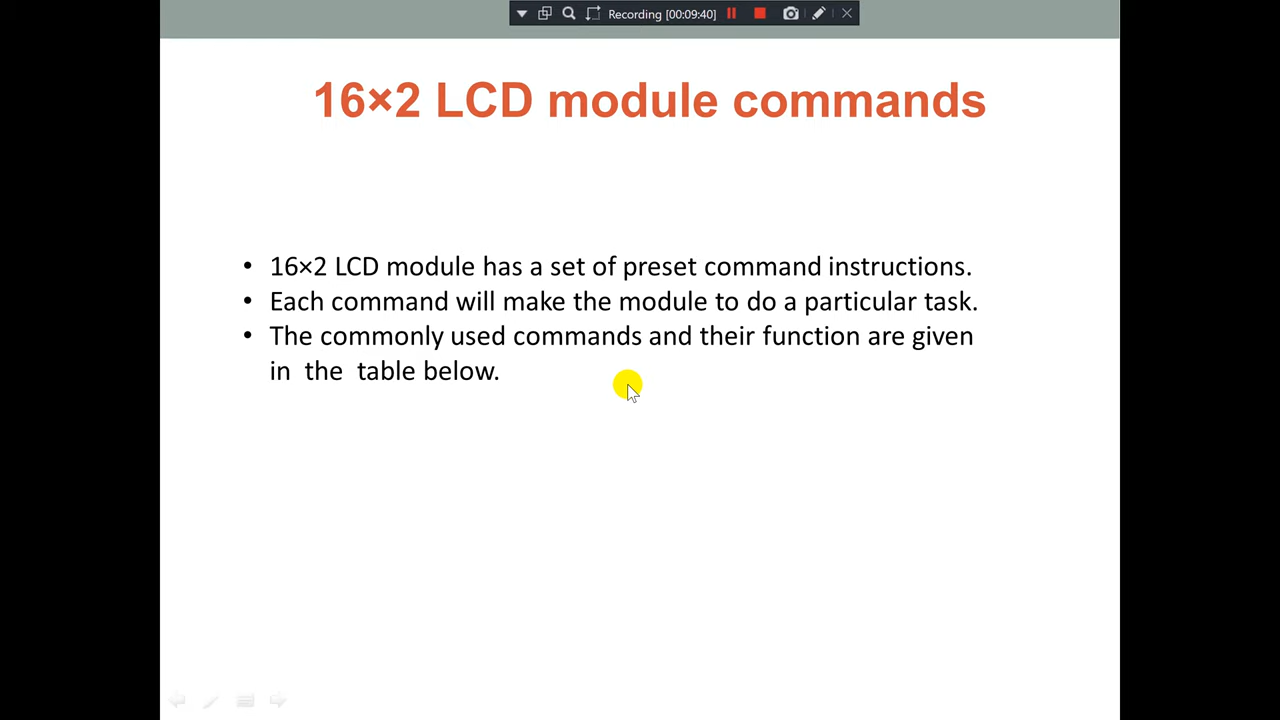 Recording [00:09:40]
16×2 LCD module commands
• 16×2 LCD module has a set of preset command instructions.
• Each command will make the module to do a particular task.
• The commonly used commands and their function are given
in the table below.